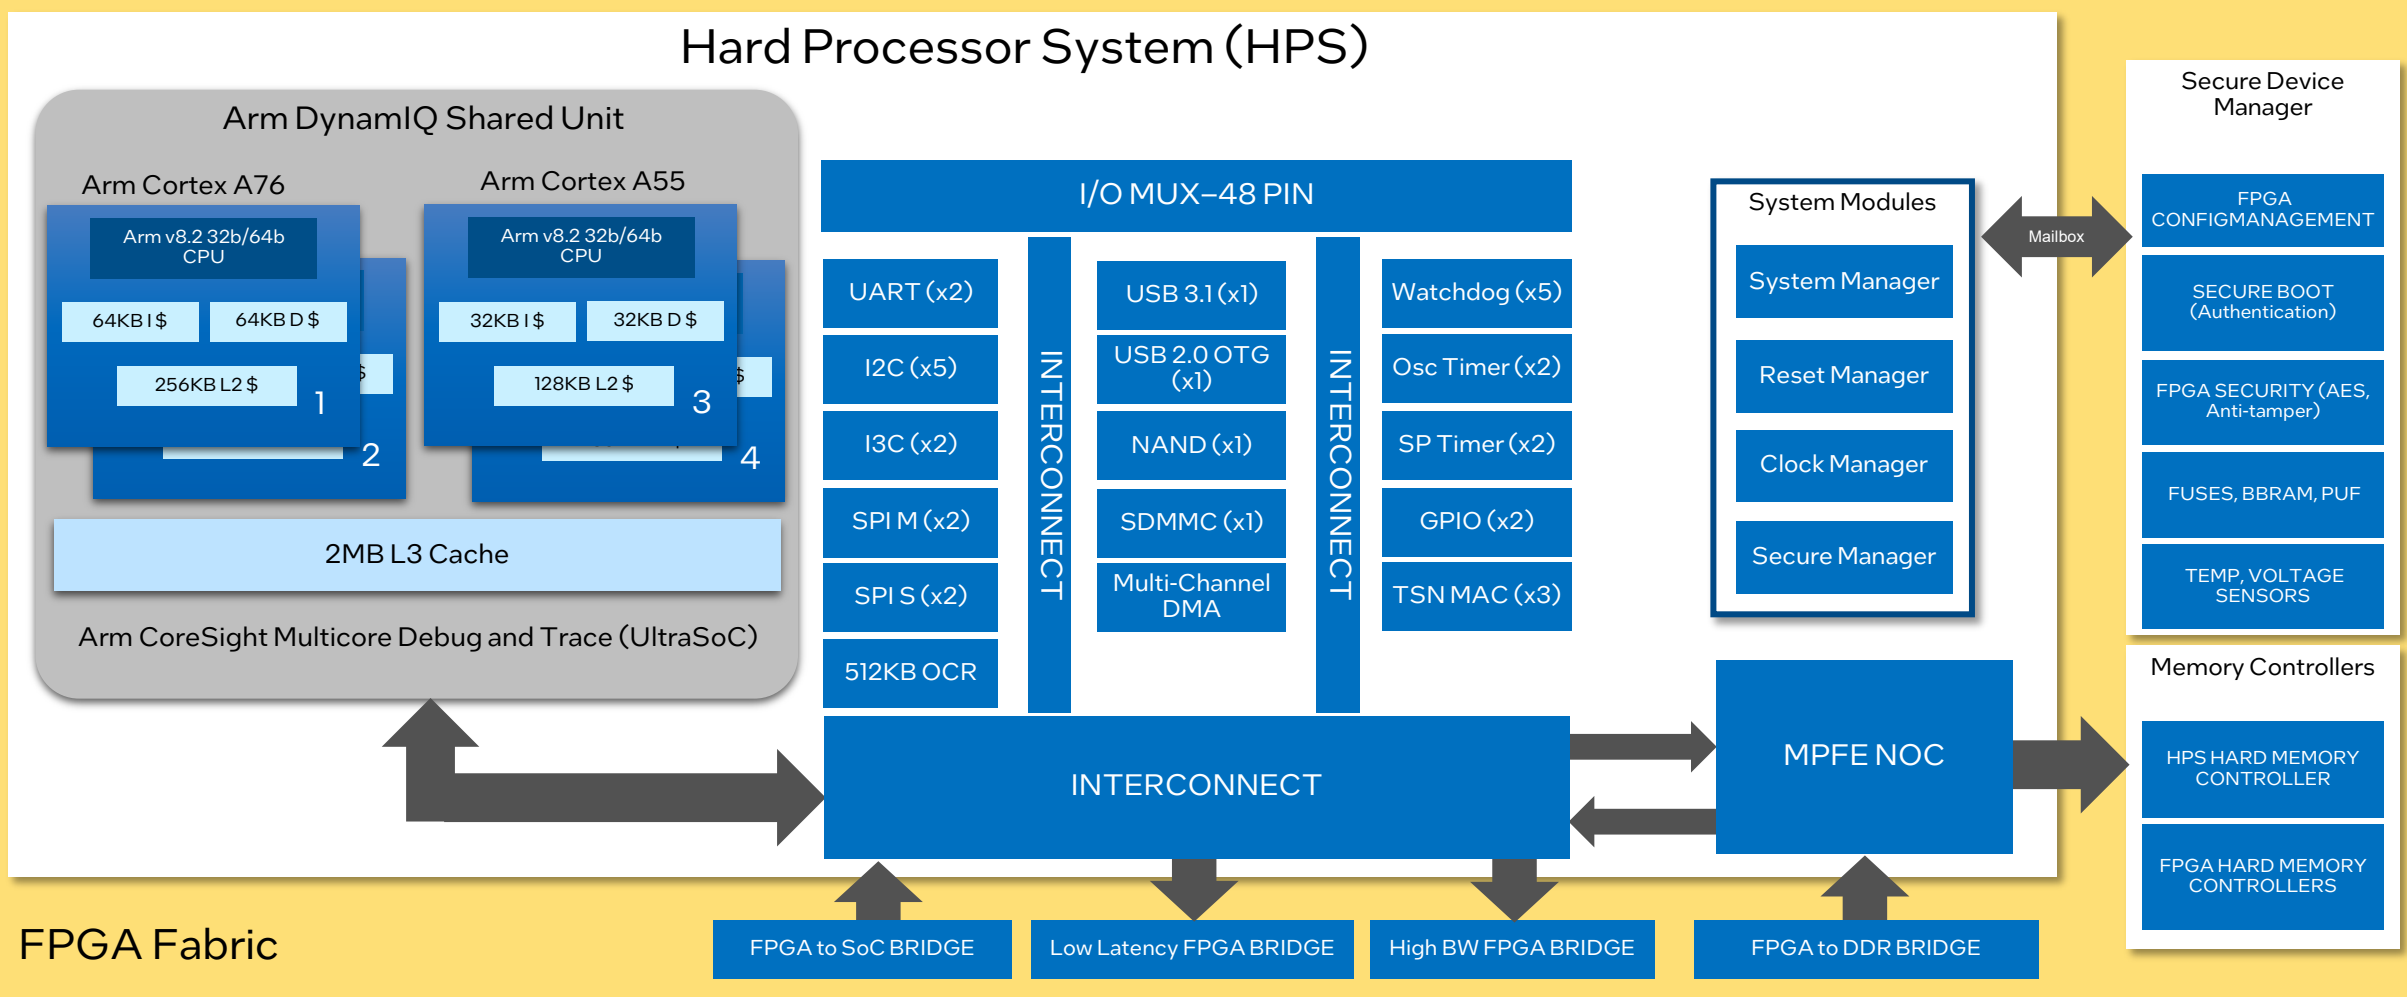 Hard Processor System (HPS)
Arm DynamIQ Shared Unit
Arm Cortex A76
Arm v8.2 32b/64b
CPU
64KB I $
64KB D $
256KB L2 $
1
$
2
Arm Cortex A55
Arm v8.2 32b/64b
CPU
32KB I $
32KB D $
128KB L2 $
3
$
4
2MB L3 Cache
Arm CoreSight Multicore Debug and Trace (UltraSoC)
I/O MUX–48 PIN
UART (x2)
I2C (x5)
I3C (x2)
SPI M (x2)
SPI S (x2)
512KB OCR
INTERCONNECT
USB 3.1 (x1)
USB 2.0 OTG
(x1)
NAND (x1)
SDMMC (x1)
Multi-Channel
DMA
INTERCONNECT
Watchdog (x5)
Osc Timer (x2)
SP Timer (x2)
GPIO (x2)
TSN MAC (x3)
INTERCONNECT
System Modules
System Manager
Reset Manager
Clock Manager
Secure Manager
MPFE NOC
Mailbox
Secure Device
Manager
FPGA
CONFIGMANAGEMENT
SECURE BOOT
(Authentication)
FPGA SECURITY (AES,
Anti-tamper)
FUSES, BBRAM, PUF
TEMP, VOLTAGE
SENSORS
Memory Controllers
HPS HARD MEMORY
CONTROLLER
FPGA HARD MEMORY
CONTROLLERS
FPGA Fabric
FPGA to SoC BRIDGE
Low Latency FPGA BRIDGE
High BW FPGA BRIDGE
FPGA to DDR BRIDGE